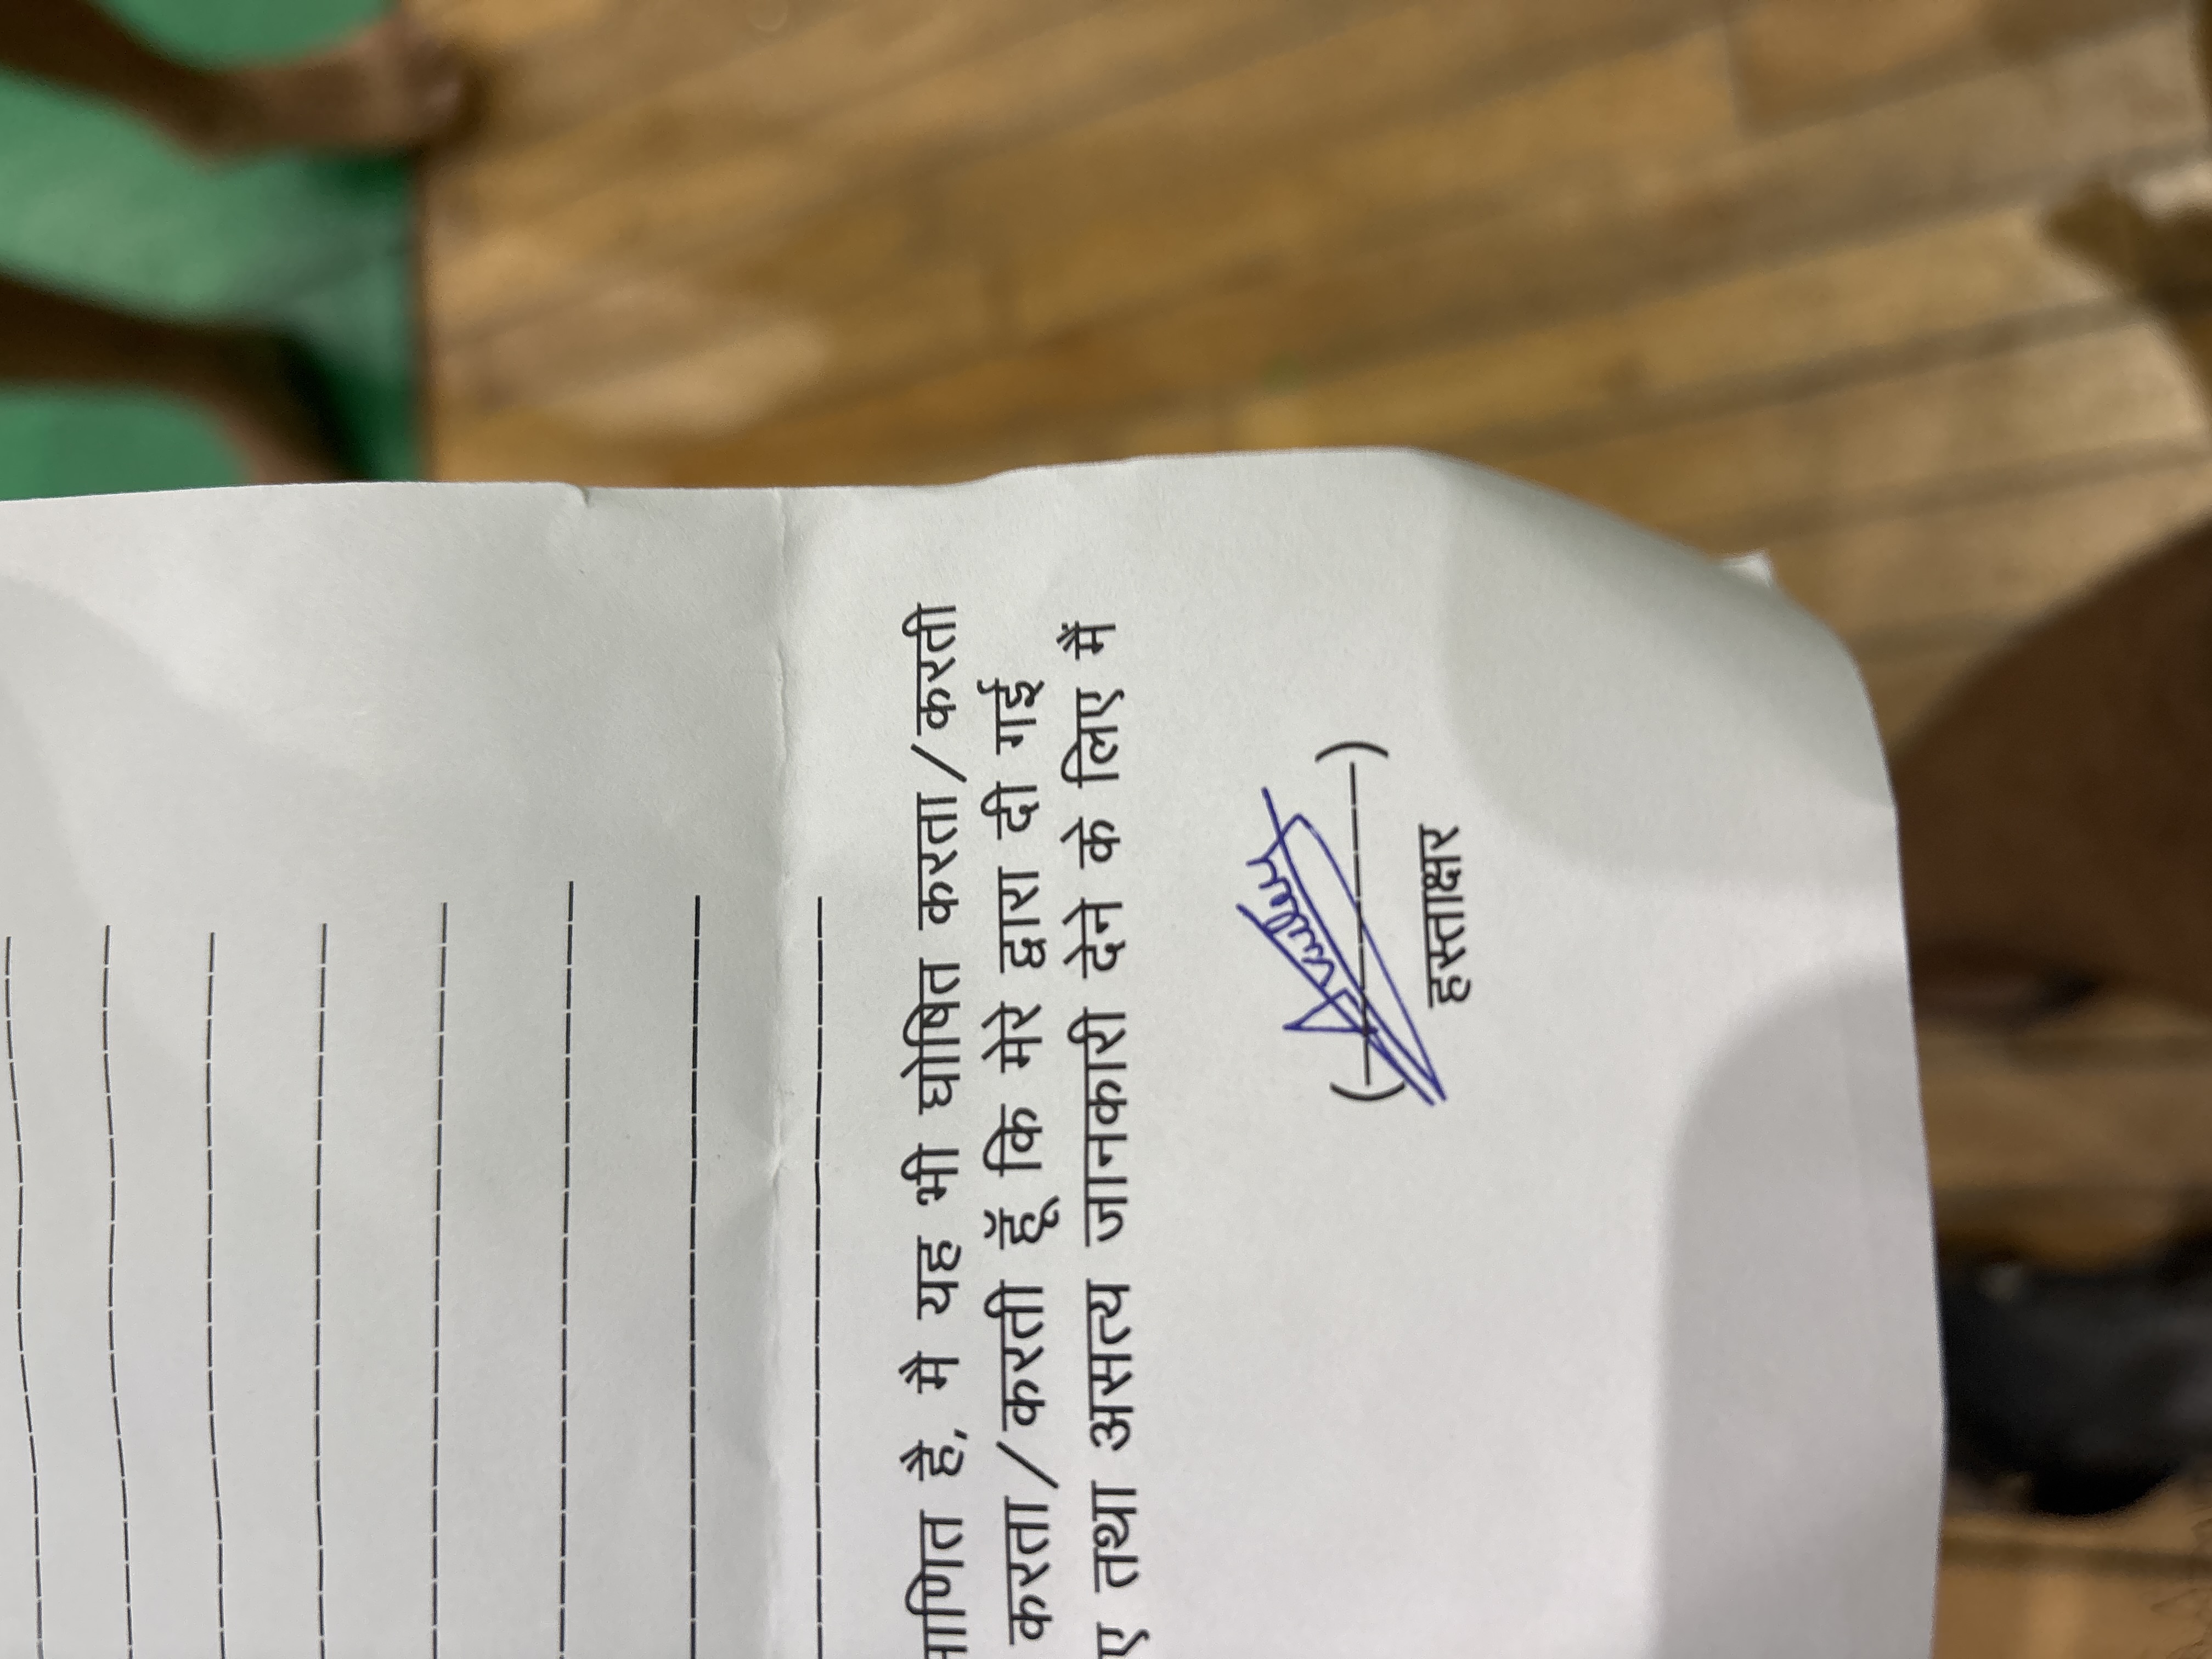 मैं यह भी घोषित करता/करती
करता/करती हूँ कि मेरे द्वारा दी गई
तथा असत्य जानकारी देने के लिए मैं
(------------)
हस्ताक्षर